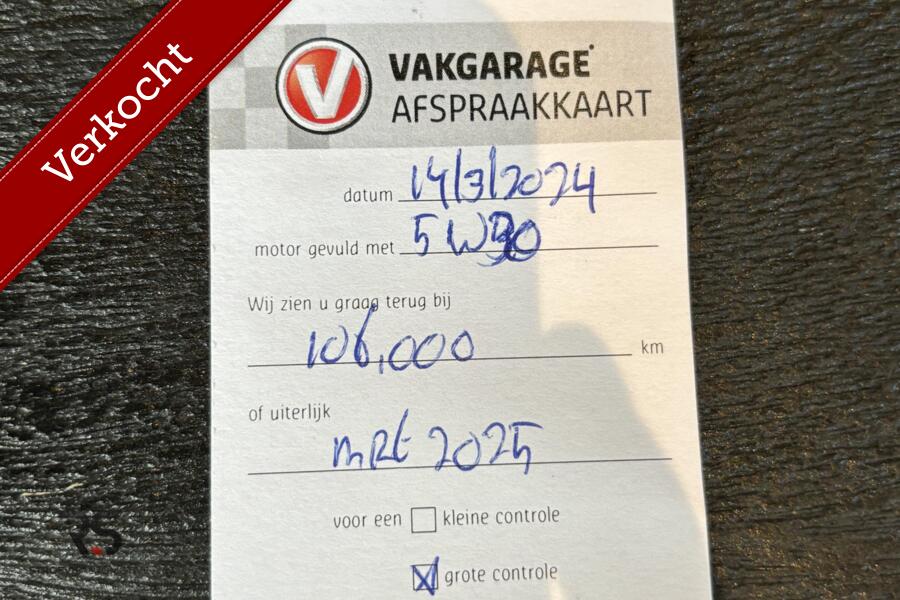 Verkocht
V VAKGARAGE
AFSPRAAKKAART
datum 14/3/2024
motor gevuld met 5W30
Wij zien u graag terug bij
106.000 km
of uiterlijk
mrt 2025
voor een kleine controle
grote controle
KS